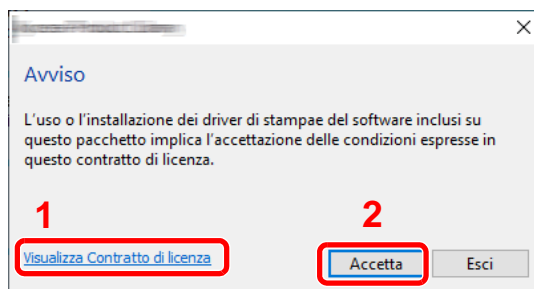 Avviso
L'uso o l'installazione dei driver di stampae del software inclusi su
questo pacchetto implica l'accettazione delle condizioni espresse in
questo contratto di licenza.
1
2
Visualizza Contratto di licenza
Accetta
Esci